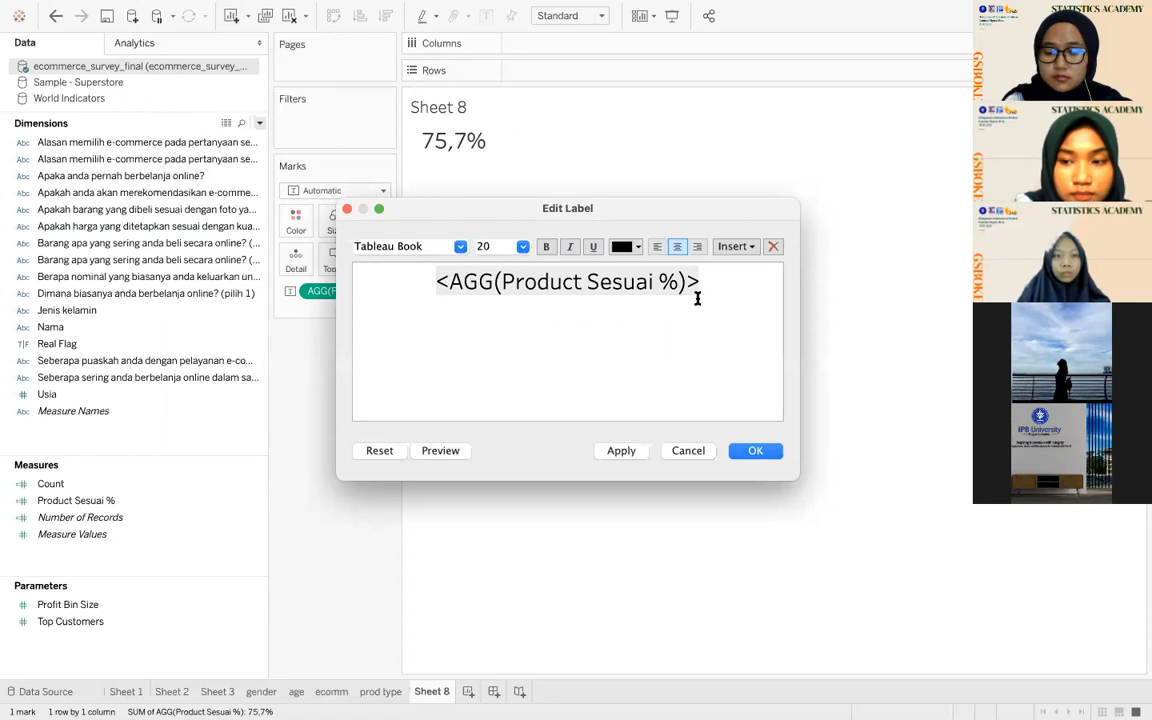 Standard
Data
Analytics
ecommerce_survey_final (ecommerce_survey_...
Sample - Superstore
World Indicators
Dimensions
Alasan memilih e-commerce pada pertanyaan se...
Alasan memilih e-commerce pada pertanyaan se...
Apaka anda pernah berbelanja online?
Apakah anda akan merekomendasikan e-comme...
Apakah barang yang dibeli sesuai dengan foto ya...
Apakah harga yang ditetapkan sesuai dengan kua...
Barang apa yang sering anda beli secara online? (...
Barang apa yang sering anda beli secara online? (...
Berapa nominal yang biasanya anda keluarkan un...
Dimana biasanya anda berbelanja online? (pilih 1)
Jenis kelamin
Nama
Real Flag
Seberapa puaskah anda dengan pelayanan e-co...
Seberapa sering anda berbelanja online dalam sa...
Usia
Measure Names
Measures
Count
Product Sesuai %
Number of Records
Measure Values
Parameters
Profit Bin Size
Top Customers
Pages
Filters
Marks
Automatic
Color
Detail
Columns
Rows
Sheet 8
75,7%
Edit Label
Tableau Book
20
B
I
U
Insert
<AGG(Product Sesuai %)>
Reset
Preview
Apply
Cancel
OK
Data Source
Sheet 1
Sheet 2
Sheet 3
gender
age
ecomm
prod type
Sheet 8
1 mark
1 row by 1 column
SUM of AGG(Product Sesuai %): 75,7%
STATISTICS ACADEMY
GSBOKE
STATISTICS ACADEMY
GSBOKE
STATISTICS ACADEMY
GSBOKE
IPB University